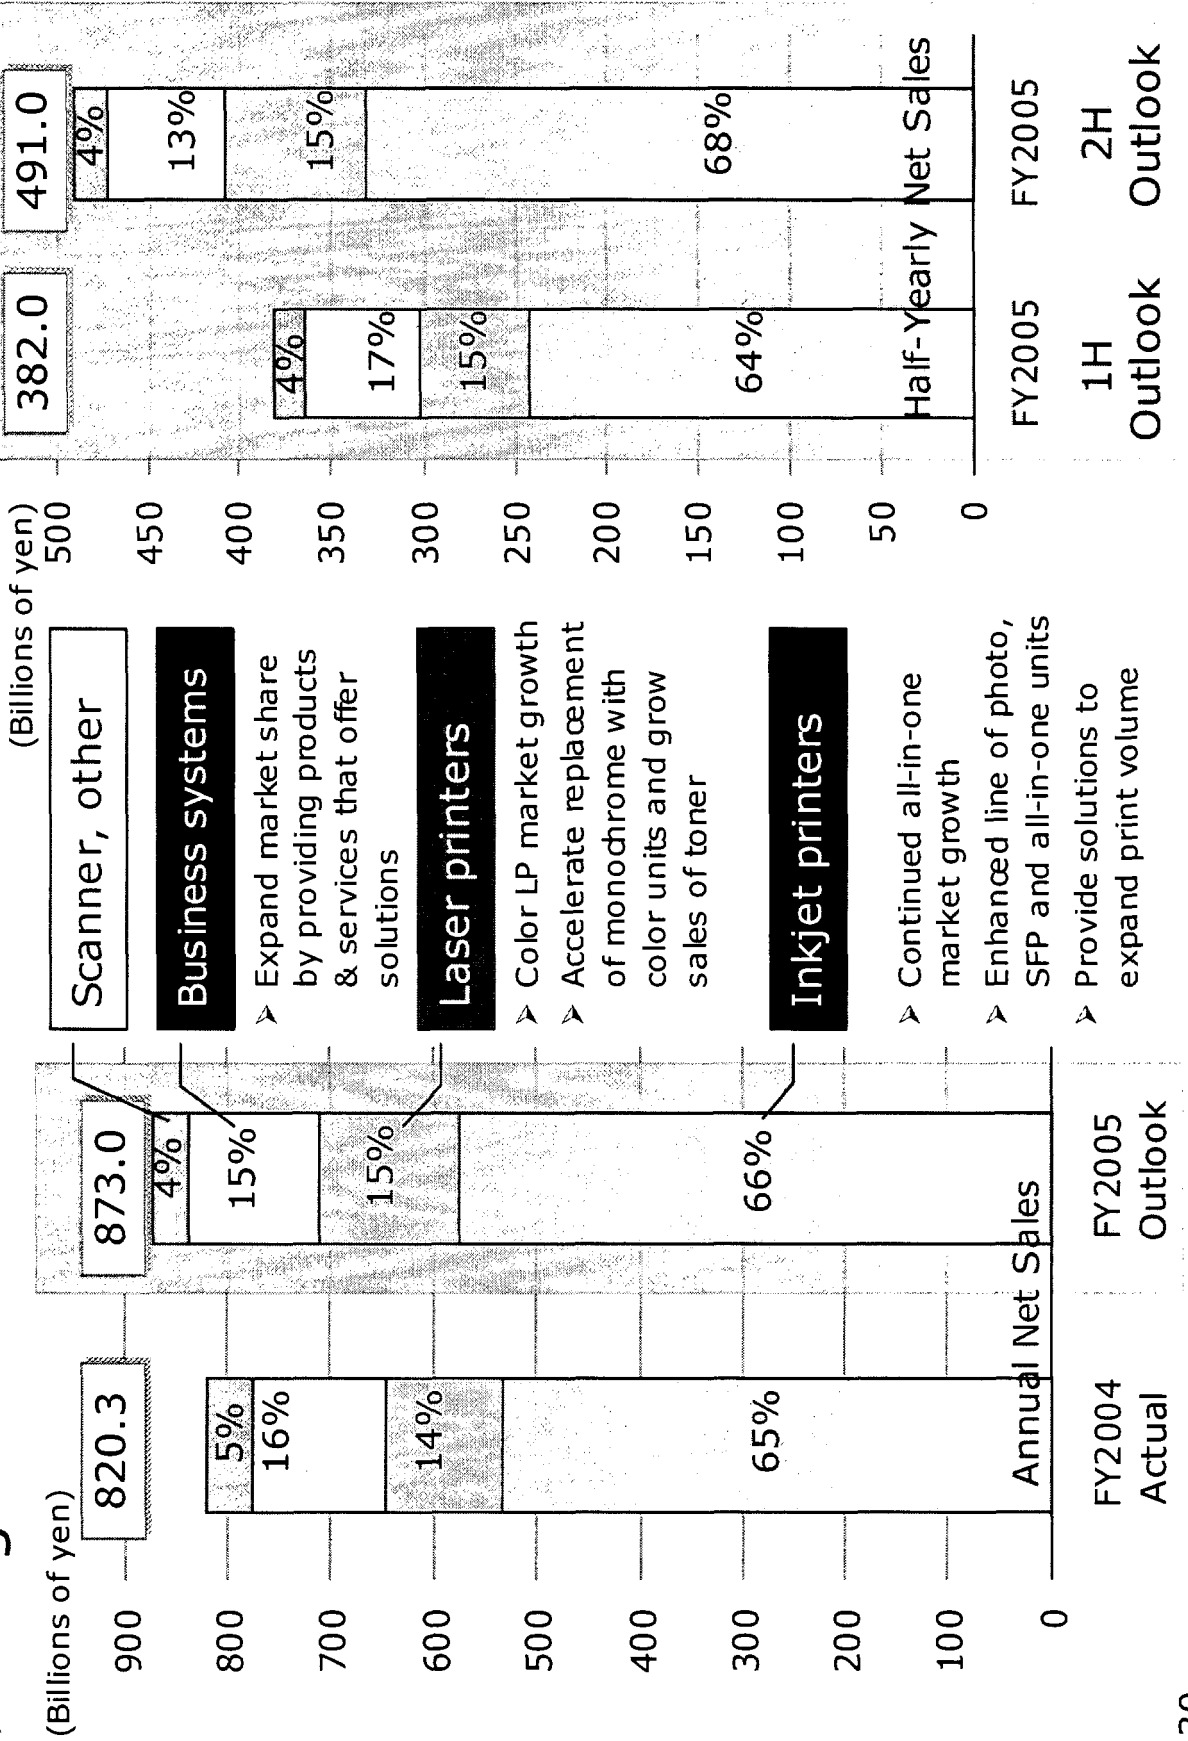 (Billions of yen)
900
800
700
600
500
400
300
200
100
0
820.3
5%
16%
14%
65%
873.0
4%
15%
15%
66%
Annual Net Sales
FY2004
Actual
FY2005
Outlook
Scanner, other
Business systems
➢ Expand market share
by providing products
& services that offer
solutions
Laser printers
➢ Color LP market growth
➢ Accelerate replacement
of monochrome with
color units and grow
sales of toner
Inkjet printers
➢ Continued all-in-one
market growth
➢ Enhanced line of photo,
SFP and all-in-one units
➢ Provide solutions to
expand print volume
(Billions of yen)
500
450
400
350
300
250
200
150
100
50
0
382.0
4%
17%
15%
64%
491.0
4%
13%
15%
68%
Half-Yearly Net Sales
FY2005
1H
Outlook
FY2005
2H
Outlook